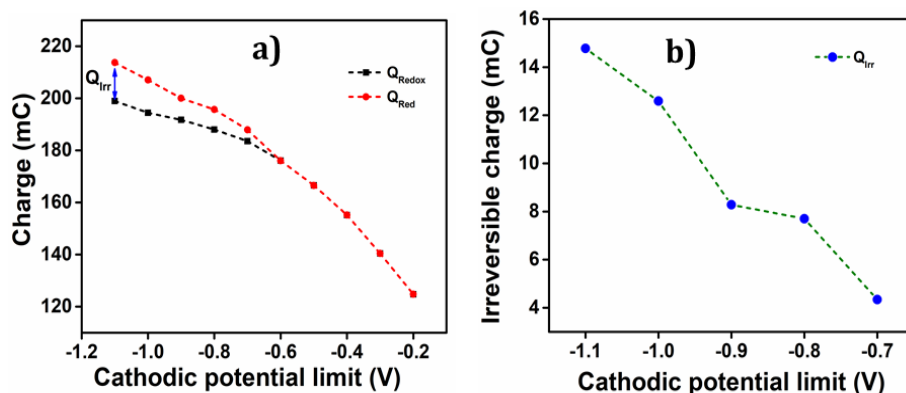 a)
Q_Redox
Q_Red
Q_Irr
Charge (mC)
220
200
180
160
140
120
-1.2 -1.0 -0.8 -0.6 -0.4 -0.2
Cathodic potential limit (V)
b)
Q_Irr
Irreversible charge (mC)
16
14
12
10
8
6
4
-1.1 -1.0 -0.9 -0.8 -0.7
Cathodic potential limit (V)